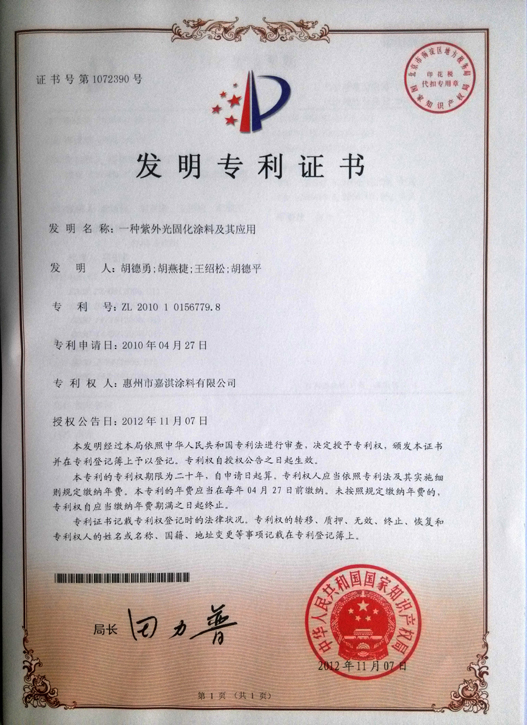 证书号第1072390号
印花税
代扣专用章
发明专利证书
发明名称：一种紫外光固化涂料及其应用
发明人：胡德勇;胡燕捷;王绍松;胡德平
专利号：ZL 2010 1 0156779.8
专利申请日：2010年04月27日
专利权人：惠州市嘉淇涂料有限公司
授权公告日：2012年11月07日
本发明经过本局依照中华人民共和国专利法进行审查，决定授予专利权，颁发本证书
并在专利登记簿上予以登记。专利权自授权公告之日起生效。
本专利的专利权期限为二十年，自申请日起算。专利权人应当依照专利法及其实施细
则规定缴纳年费。本专利的年费应当在每年04月27日前缴纳。未按照规定缴纳年费的，
专利权自应当缴纳年费期满之日起终止。
专利证书记载专利权登记时的法律状况。专利权的转移、质押、无效、终止、恢复和
专利权人的姓名或名称、国籍、地址变更等事项记载在专利登记簿上。
局长
田力普
中华人民共和国国家知识产权局
2012年11月07日
第1页（共1页）